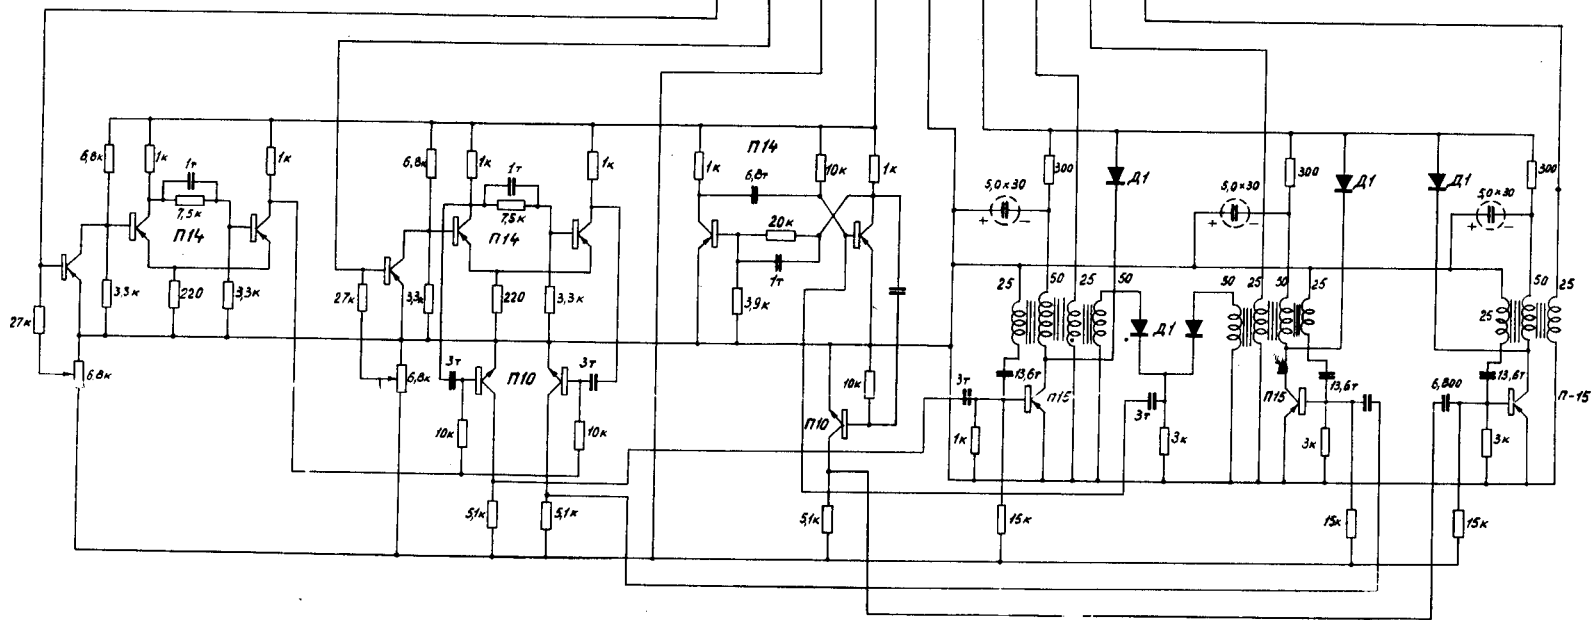 6,8к
1к
1т
1к
7,5к
П14
3,3к
220
3,3к
27к
6,8к
6,8к
1к
1т
1к
7,5к
П14
27к
3,3к
220
3,3к
6,8к
3т
П10
3т
10к
10к
5,1к
5,1к
П14
1к
6,8т
10к
1к
20к
1т
3,9к
10к
П10
5,1к
300
Д1
5,0×30
+
−
25
50
25
50
Д1
13,6т
3т
П15
1к
3т
3к
15к
300
Д1
5,0×30
+
−
50
25
50
25
13,6т
П15
3к
15к
Д1
300
5,0×30
+
−
25
50
25
13,6т
6,800
П-15
3к
15к